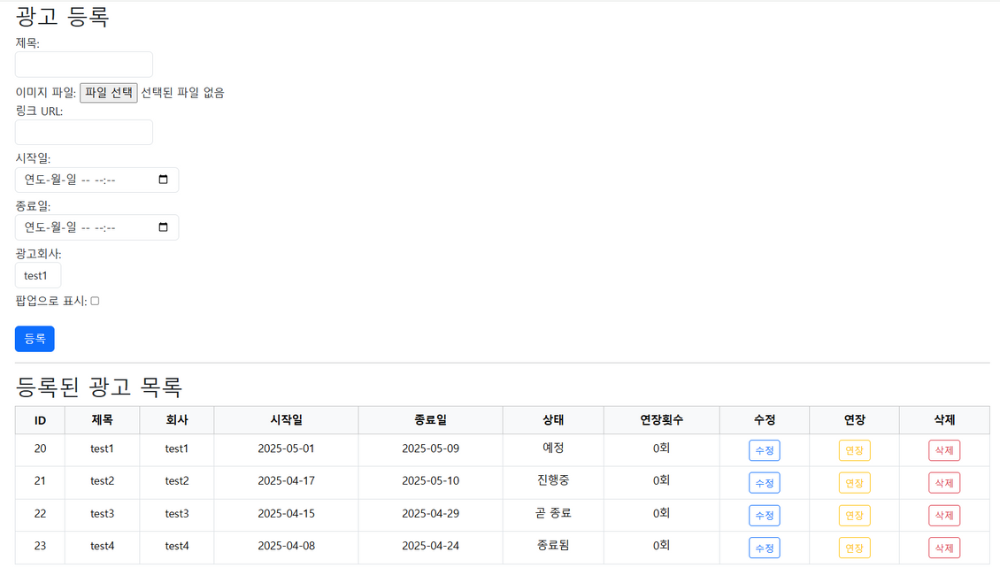 광고 등록
제목:
이미지 파일: 파일 선택 선택된 파일 없음
링크 URL:
시작일:
연도-월-일 -- --:--
종료일:
연도-월-일 -- --:--
광고회사:
test1
팝업으로 표시:
등록
등록된 광고 목록
ID 제목 회사 시작일 종료일 상태 연장횟수 수정 연장 삭제
20 test1 test1 2025-05-01 2025-05-09 예정 0회 수정 연장 삭제
21 test2 test2 2025-04-17 2025-05-10 진행중 0회 수정 연장 삭제
22 test3 test3 2025-04-15 2025-04-29 곧 종료 0회 수정 연장 삭제
23 test4 test4 2025-04-08 2025-04-24 종료됨 0회 수정 연장 삭제